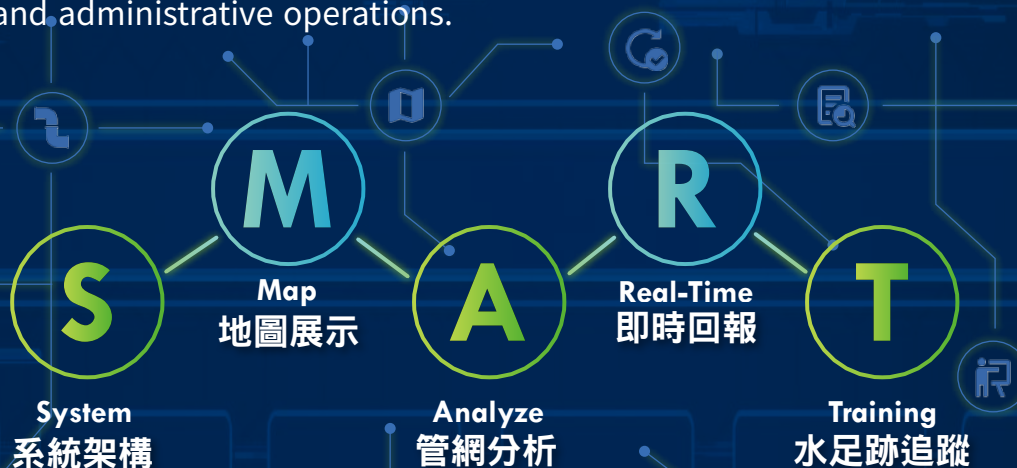 and administrative operations.
S
System
系統架構
M
Map
地圖展示
A
Analyze
管網分析
R
Real-Time
即時回報
T
Training
水足跡追蹤